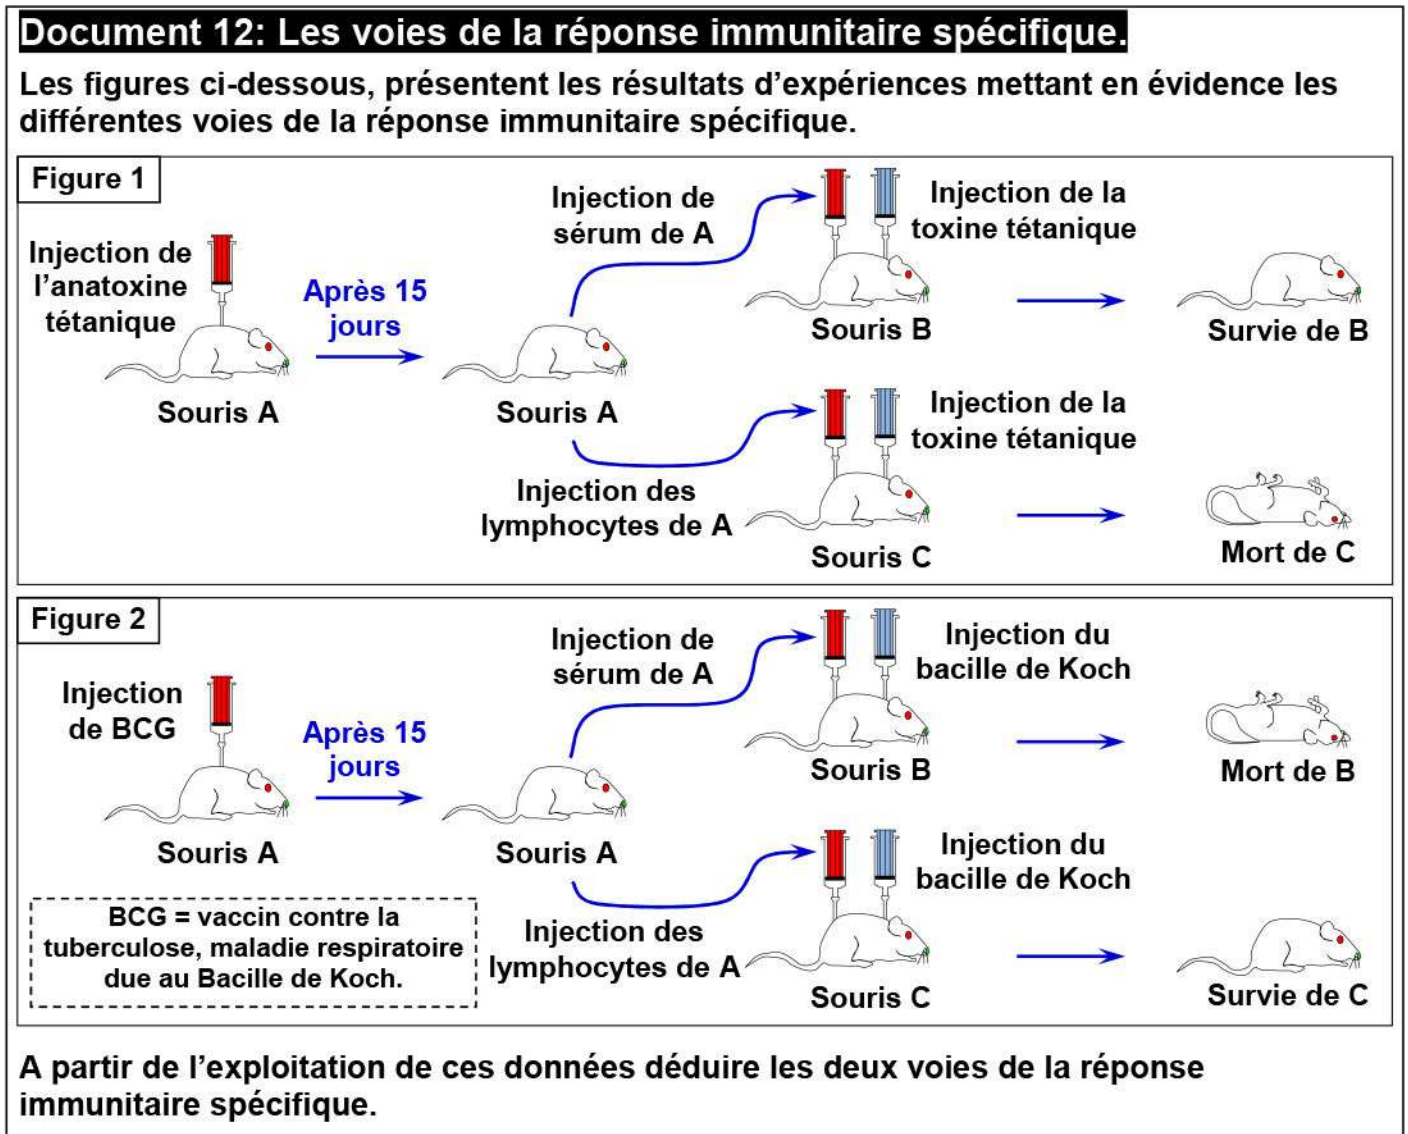 Document 12: Les voies de la réponse immunitaire spécifique.
Les figures ci-dessous, présentent les résultats d’expériences mettant en évidence les
différentes voies de la réponse immunitaire spécifique.
Figure 1
Injection de
l’anatoxine
tétanique
Souris A
Après 15
jours
Souris A
Injection de
sérum de A
Injection de la
toxine tétanique
Souris B
Survie de B
Injection des
lymphocytes de A
Injection de la
toxine tétanique
Souris C
Mort de C
Figure 2
Injection
de BCG
Souris A
Après 15
jours
Souris A
Injection de
sérum de A
Injection du
bacille de Koch
Souris B
Mort de B
Injection des
lymphocytes de A
Injection du
bacille de Koch
Souris C
Survie de C
BCG = vaccin contre la
tuberculose, maladie respiratoire
due au Bacille de Koch.
A partir de l’exploitation de ces données déduire les deux voies de la réponse
immunitaire spécifique.